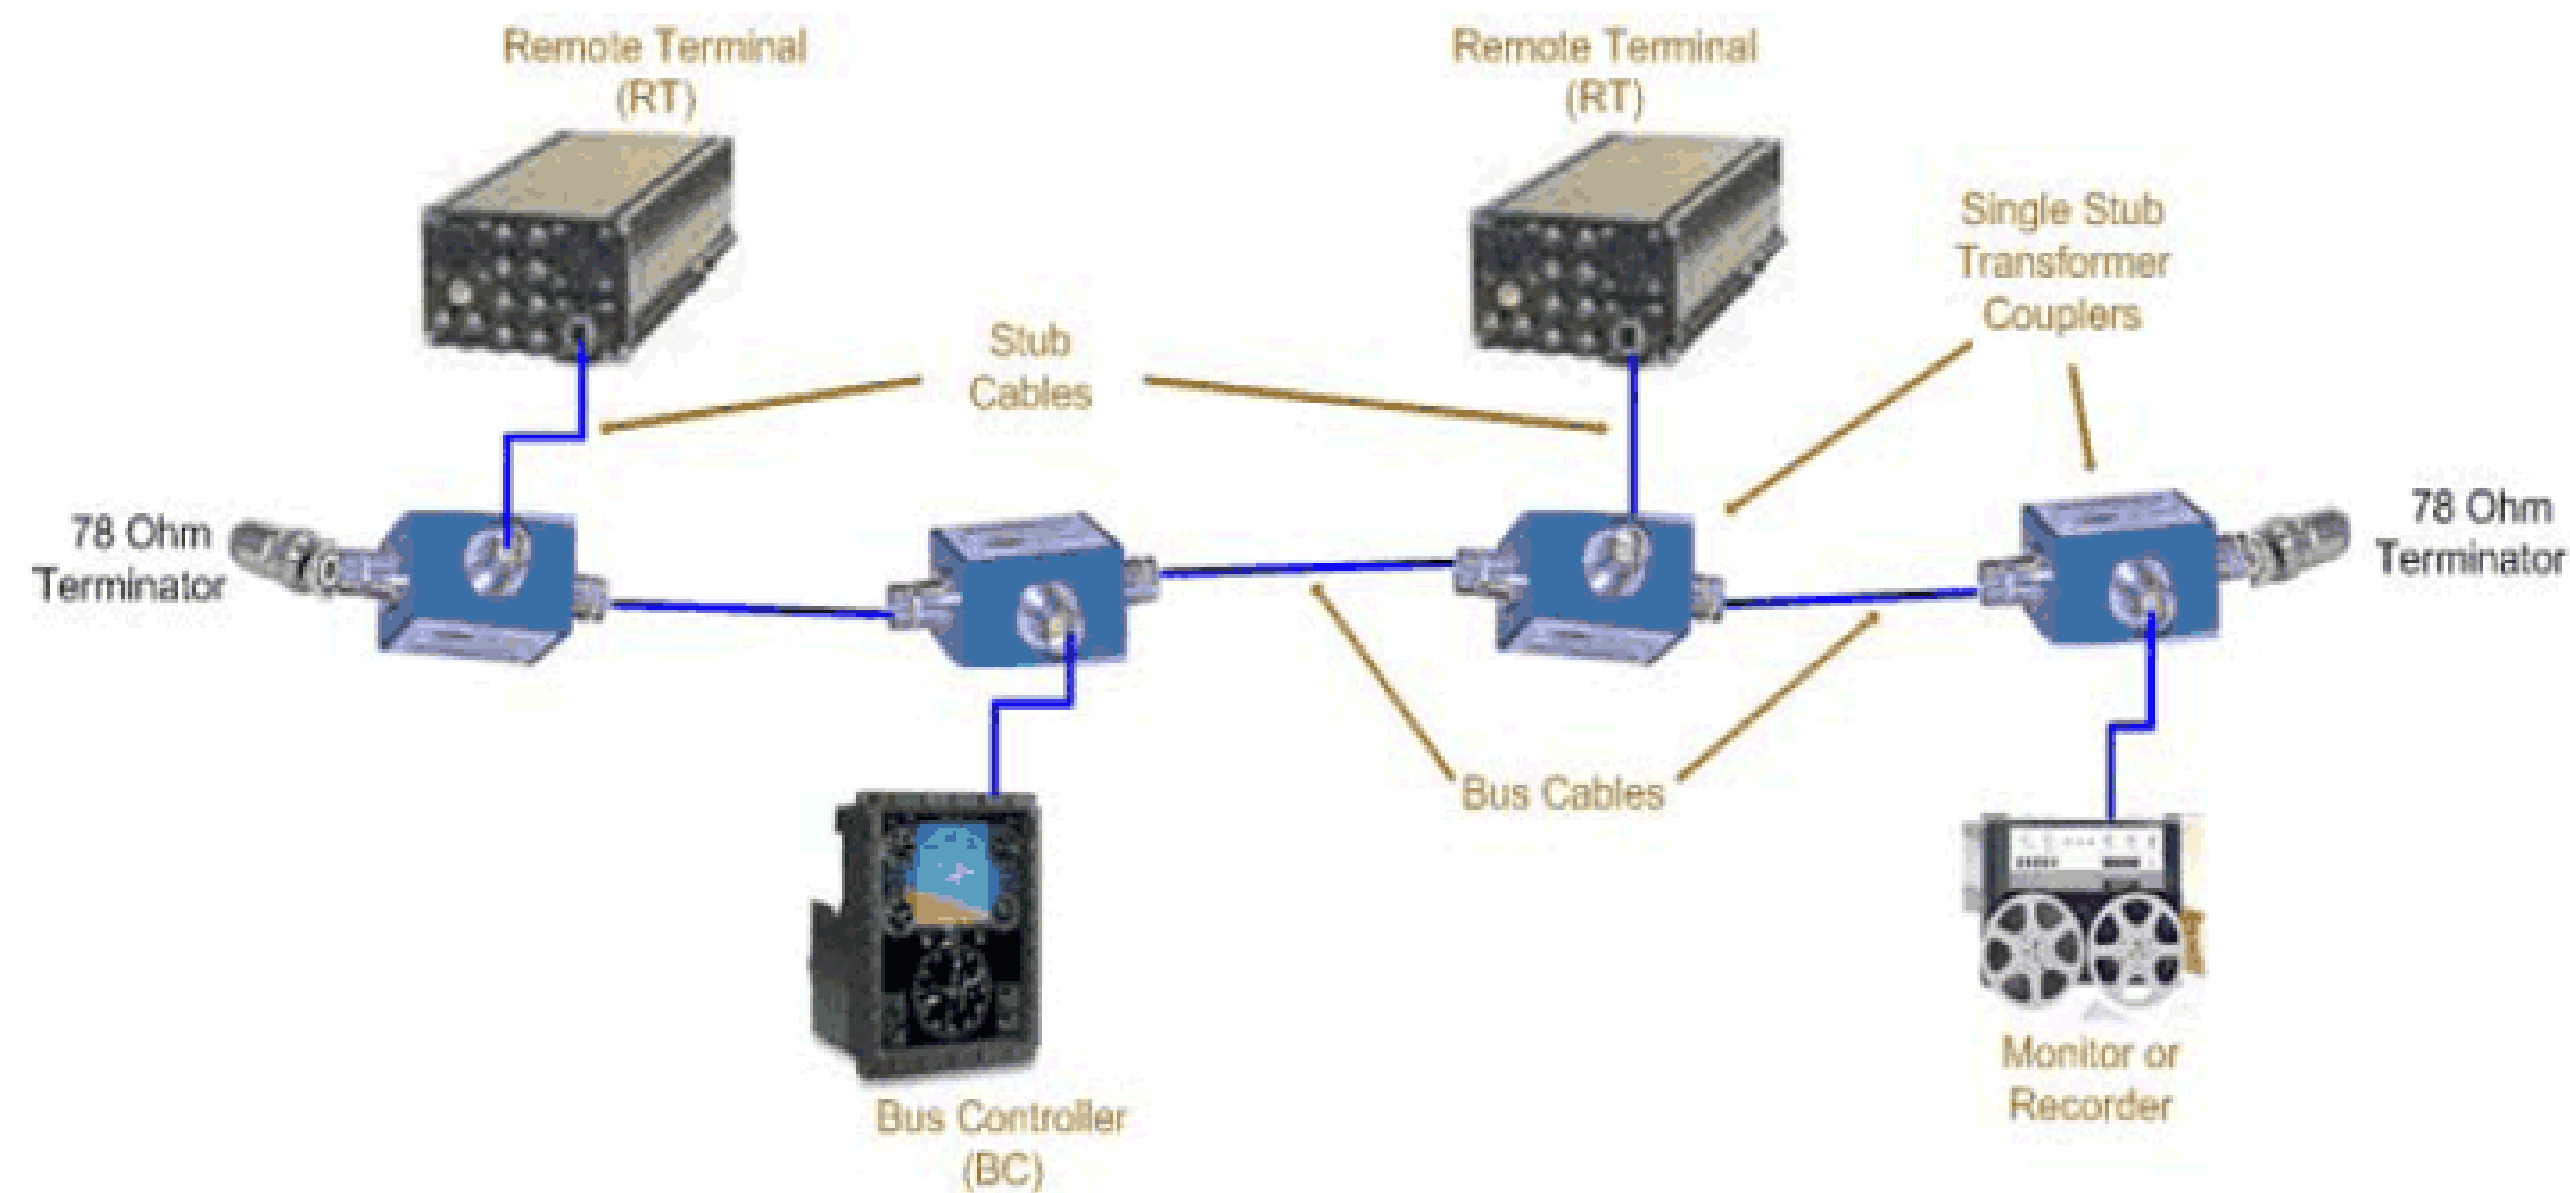 Remote Terminal
(RT)
Remote Terminal
(RT)
Single Stub
Transformer
Couplers
Stub
Cables
78 Ohm
Terminator
78 Ohm
Terminator
Bus Cables
Monitor or
Recorder
Bus Controller
(BC)